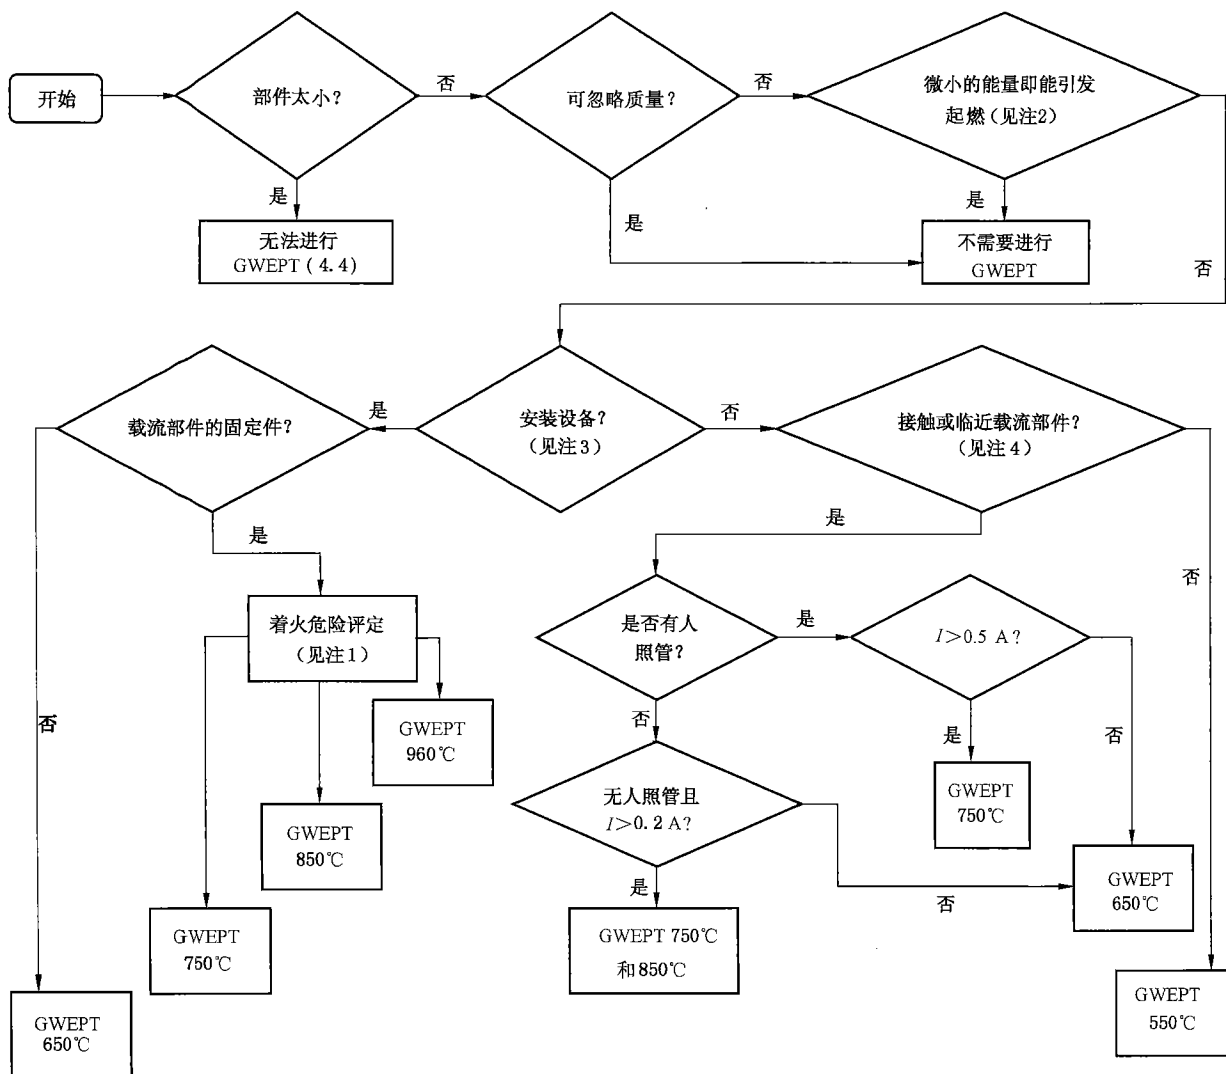 开始
部件太小?
否
可忽略质量?
否
微小的能量即能引发
起燃(见注2)
是
无法进行
GWEPT(4.4)
是
是
不需要进行
GWEPT
否
载流部件的固定件?
是
安装设备?
(见注3)
否
接触或临近载流部件?
(见注4)
是
是
否
着火危险评定
(见注1)
是否有人
照管?
是
I>0.5 A?
否
GWEPT
960℃
否
是
否
GWEPT
850℃
无人照管且
I>0.2 A?
GWEPT
750℃
是
否
GWEPT
650℃
GWEPT
750℃
GWEPT 750℃
和850℃
GWEPT
650℃
GWEPT
550℃